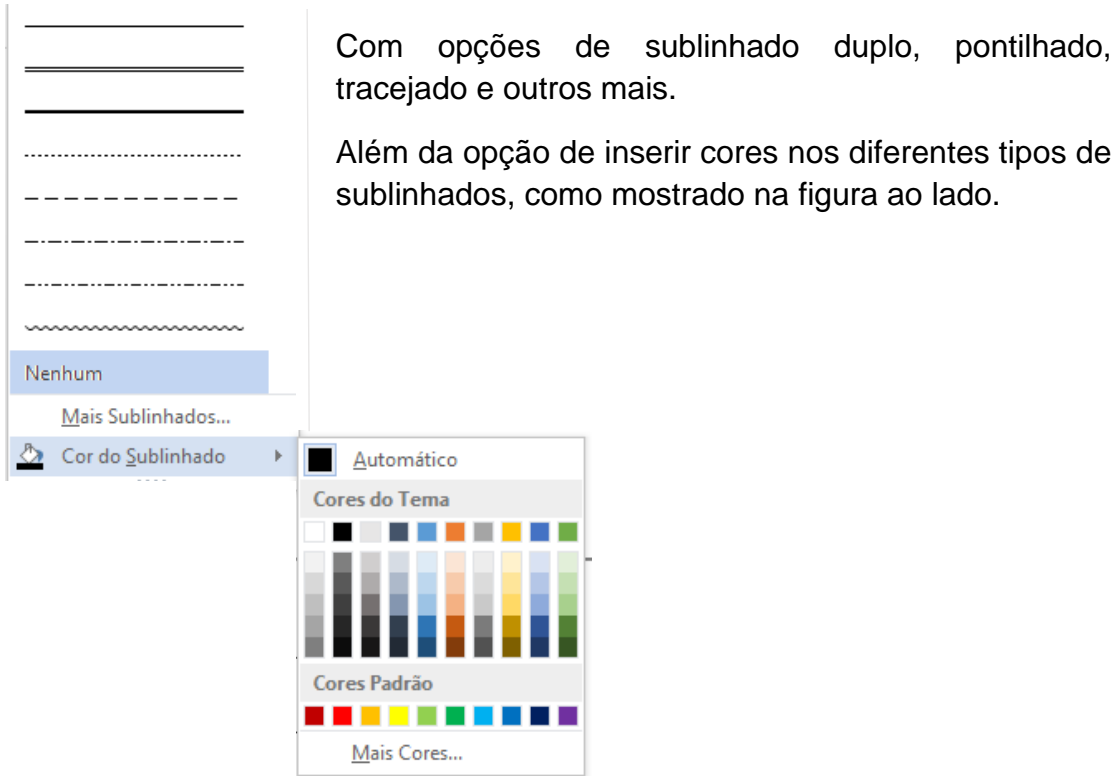 Com opções de sublinhado duplo, pontilhado,
tracejado e outros mais.
Além da opção de inserir cores nos diferentes tipos de
sublinhados, como mostrado na figura ao lado.
Nenhum
Mais Sublinhados...
Cor do Sublinhado
Automático
Cores do Tema
Cores Padrão
Mais Cores...